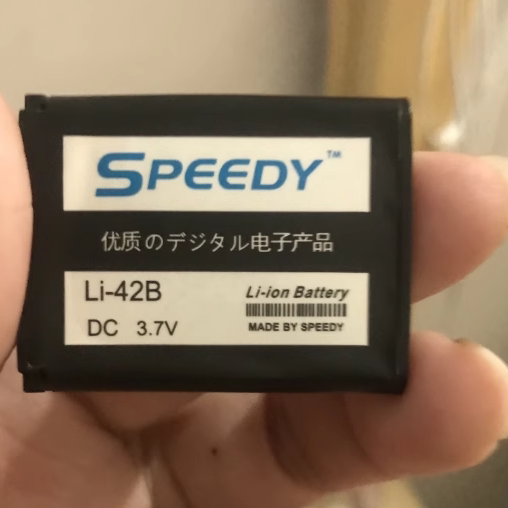 SPEEDY™
优质のデジタル电子产品
Li-42B
Li-ion Battery
DC 3.7V
MADE BY SPEEDY